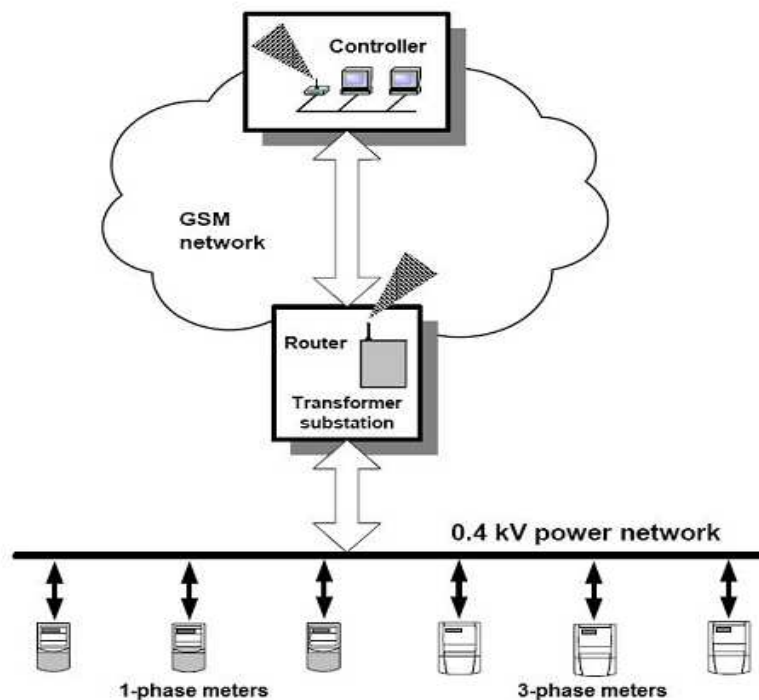 Controller
GSM
network
Router
Transformer
substation
0.4 kV power network
1-phase meters
3-phase meters